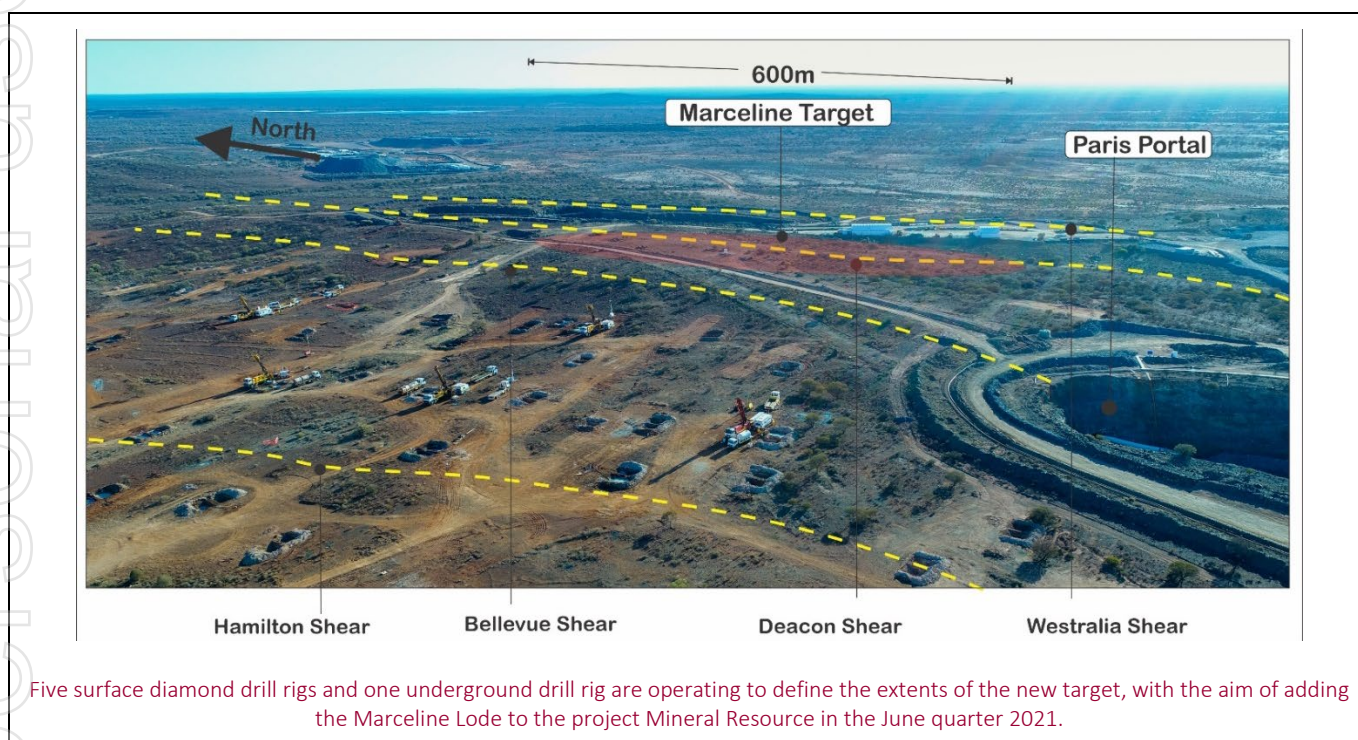 600m
Marceline Target
North
Paris Portal
Hamilton Shear
Bellevue Shear
Deacon Shear
Westralia Shear
Five surface diamond drill rigs and one underground drill rig are operating to define the extents of the new target, with the aim of adding
the Marceline Lode to the project Mineral Resource in the June quarter 2021.